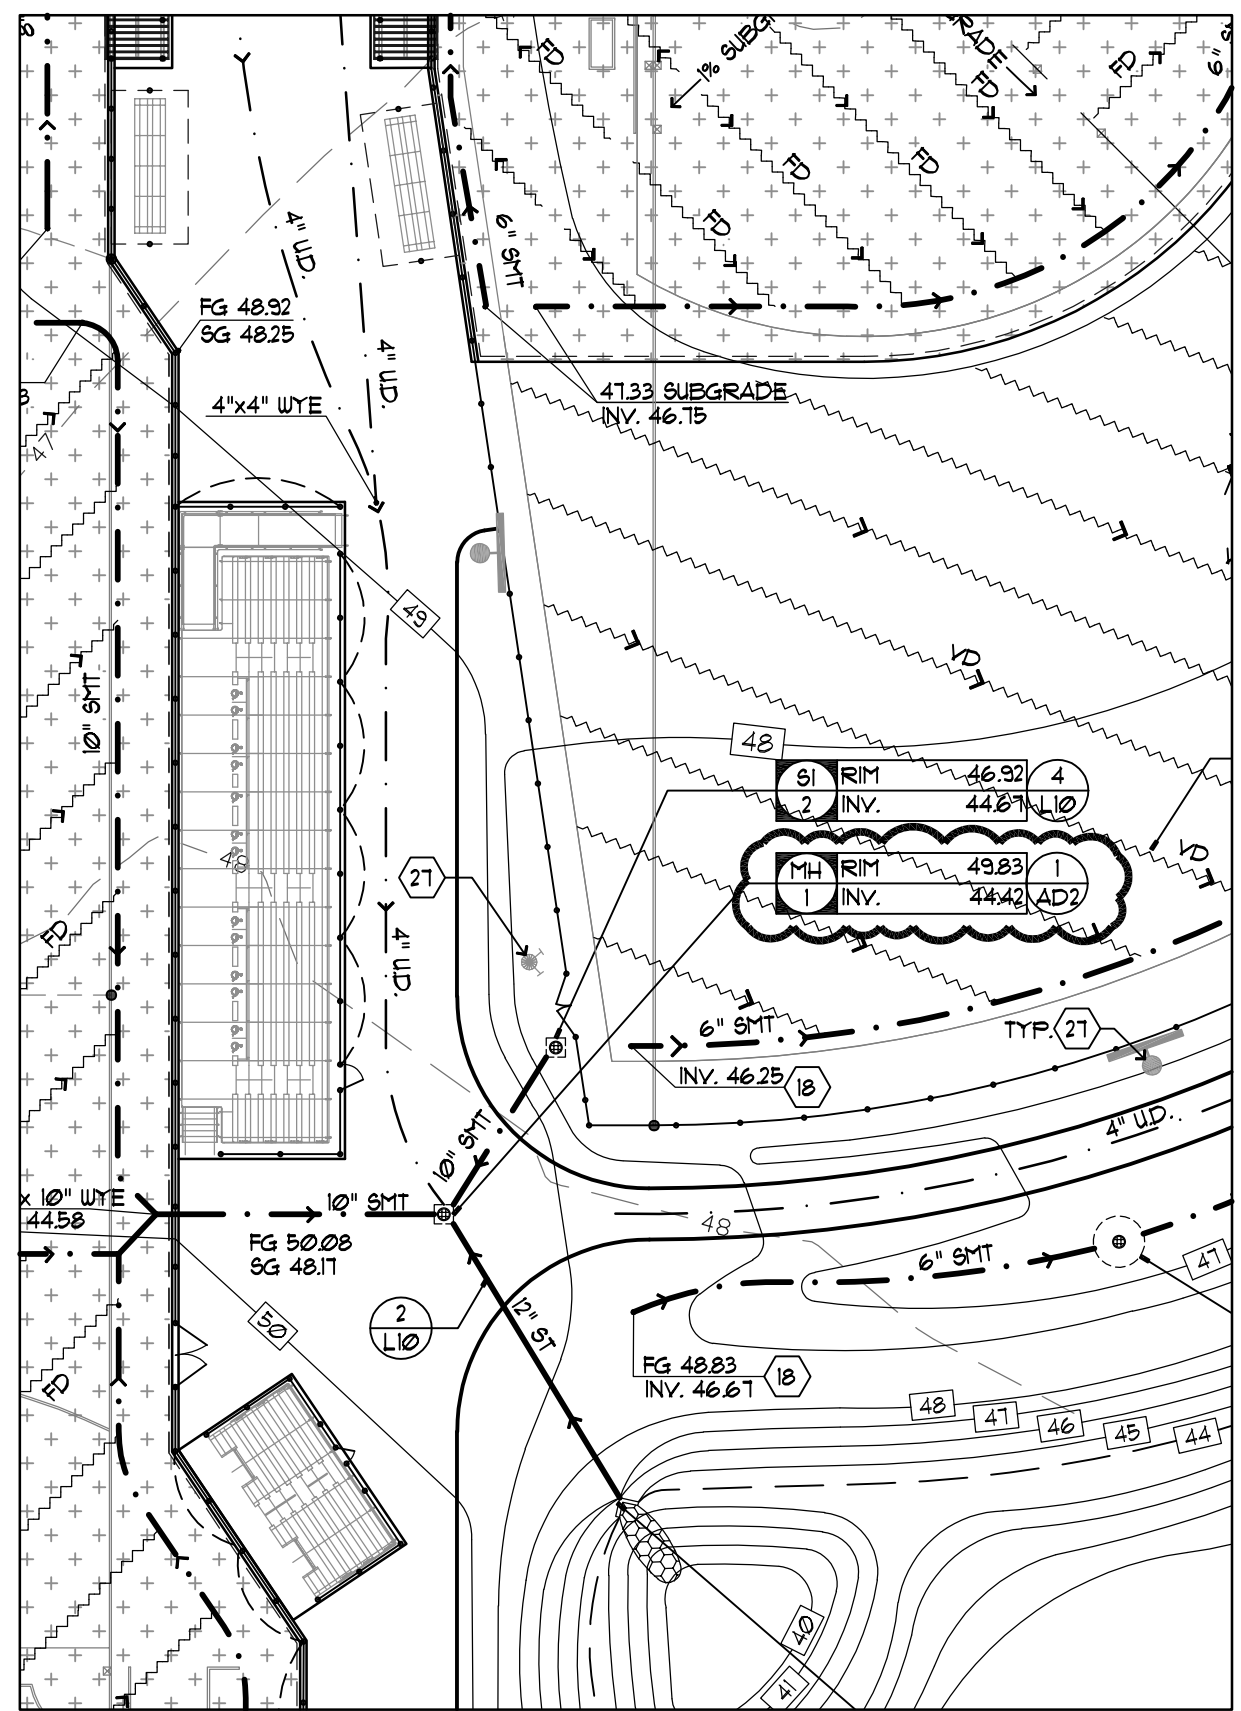 FD
1% SUBG
RADE
FD
FD
6" S
FD
FD
FD
6" SMT
4" U.D.
FG 48.92
SG 48.25
4" U.D.
47.33 SUBGRADE
INV. 46.75
4"x4" WYE
47
49
YD
10" SMT
48
S1
2
RIM 46.92
INV. 44.67
4
L10
MH
1
RIM 49.83
INV. 44.42
1
AD2
YD
48
27
FD
4" U.D.
6" SMT
TYP. 27
INV. 46.25 18
4" U.D.
10" SMT
x 10" WYE
44.58
10" SMT
FG 50.08
SG 48.17
48
6" SMT
47
50
2
L10
12" ST
FG 48.83
INV. 46.67
18
FD
48
47
46
45
44
40
41